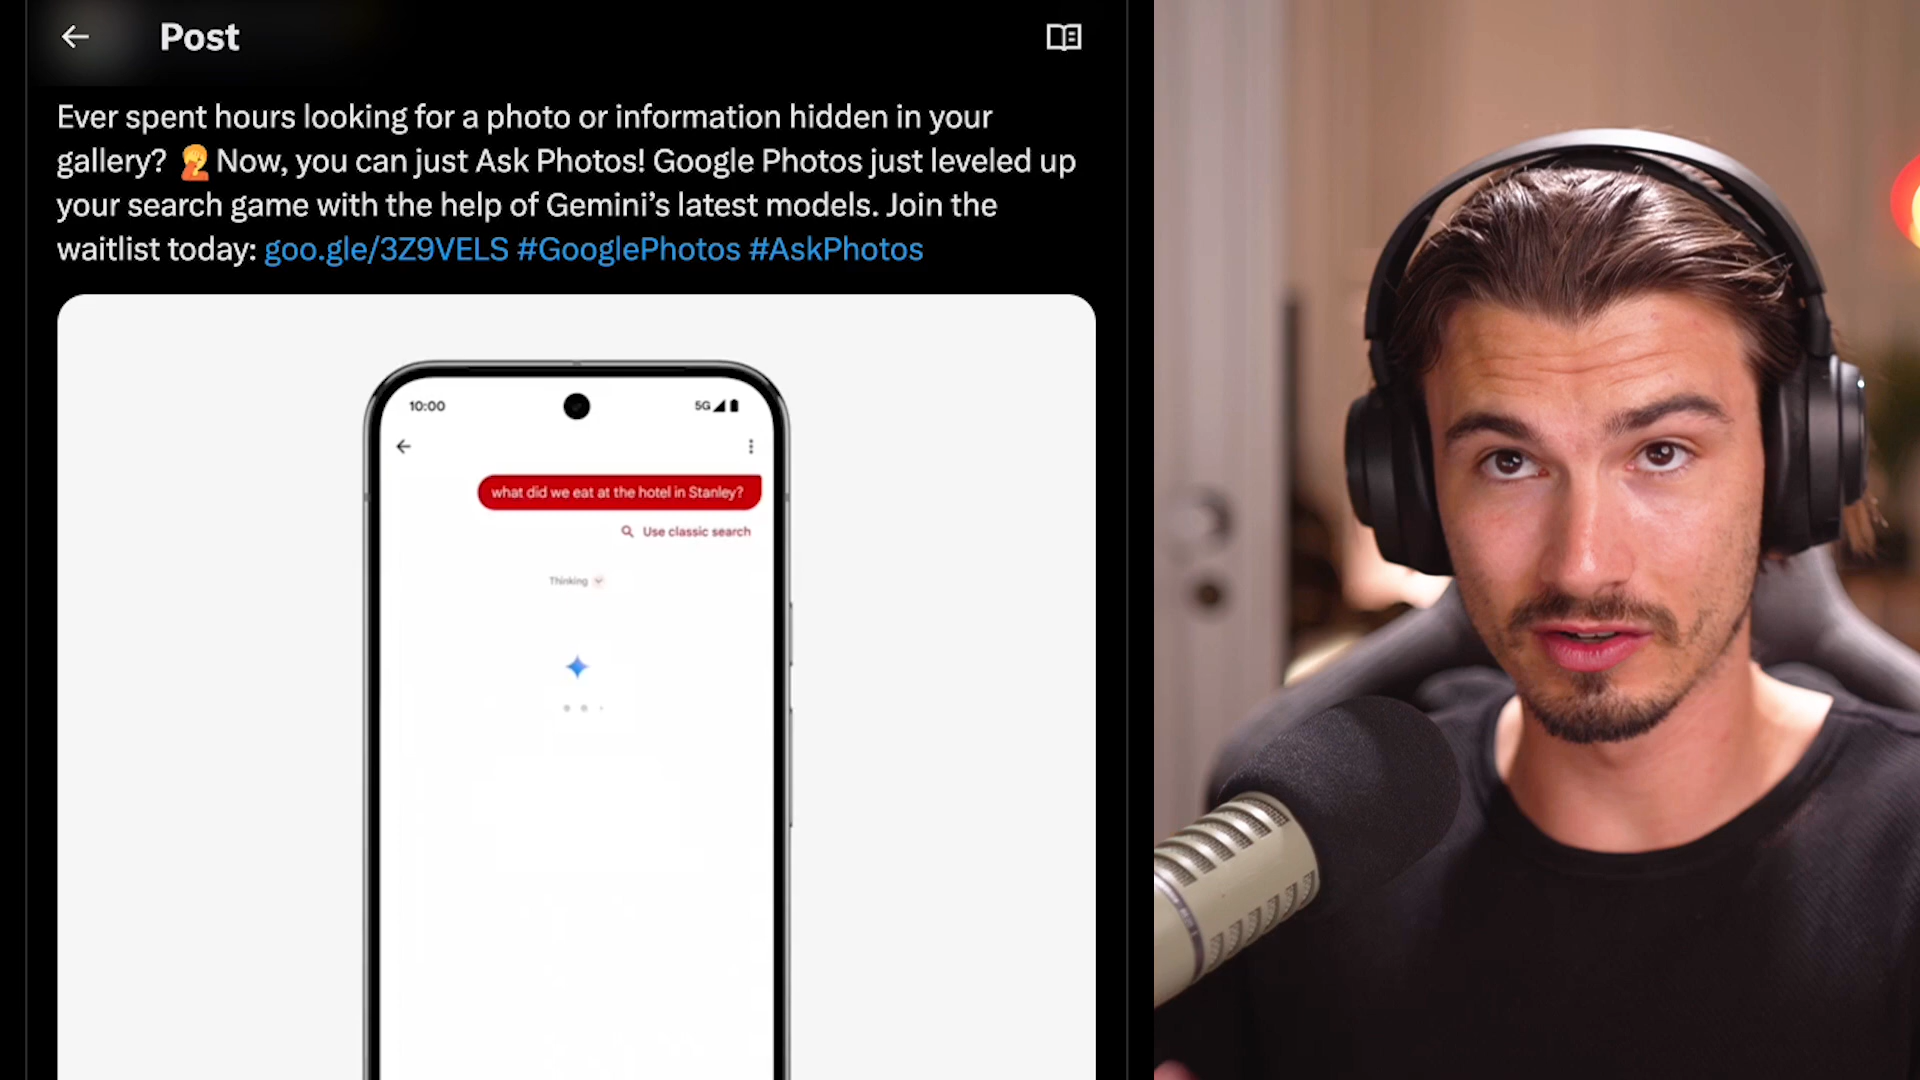 Post
Ever spent hours looking for a photo or information hidden in your
gallery? 🤦Now, you can just Ask Photos! Google Photos just leveled up
your search game with the help of Gemini’s latest models. Join the
waitlist today: goo.gle/3Z9VELS #GooglePhotos #AskPhotos
10:00
5G
what did we eat at the hotel in Stanley?
Use classic search
Thinking